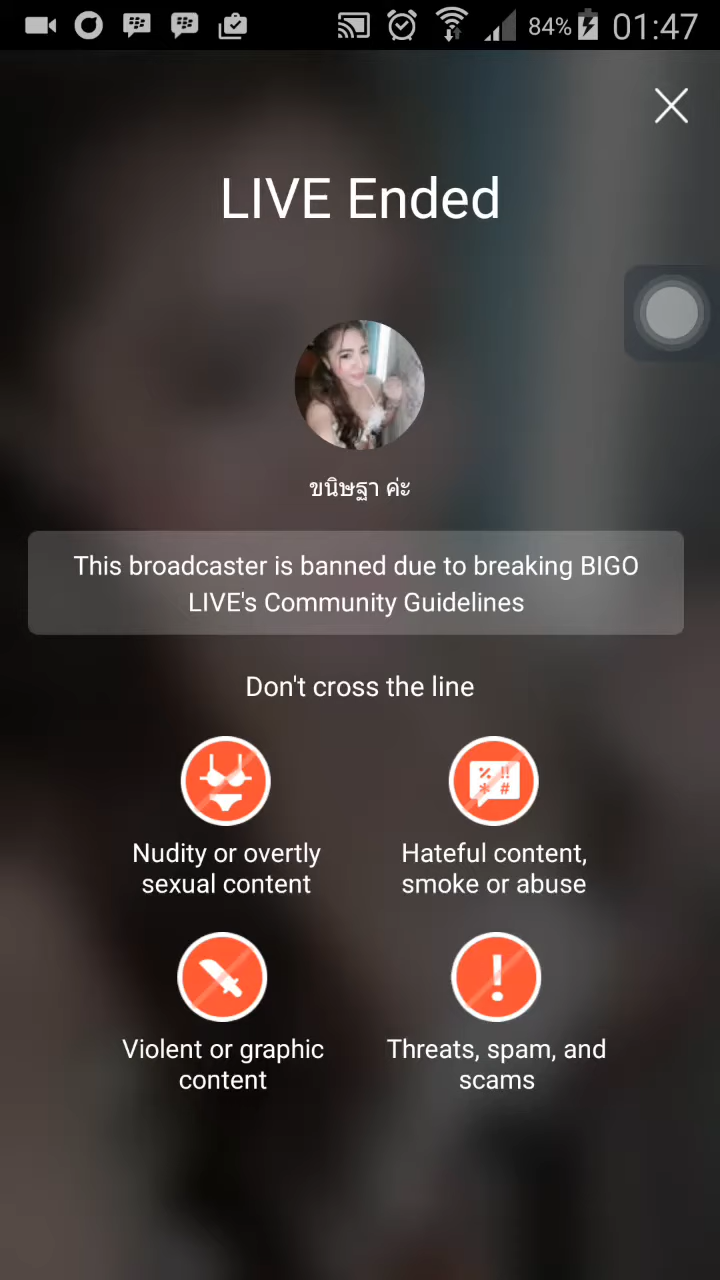 84% 01:47
LIVE Ended
ขนิษฐา ค่ะ
This broadcaster is banned due to breaking BIGO
LIVE's Community Guidelines
Don't cross the line
% !!
* #
Nudity or overtly
sexual content
Hateful content,
smoke or abuse
!
Violent or graphic
content
Threats, spam, and
scams